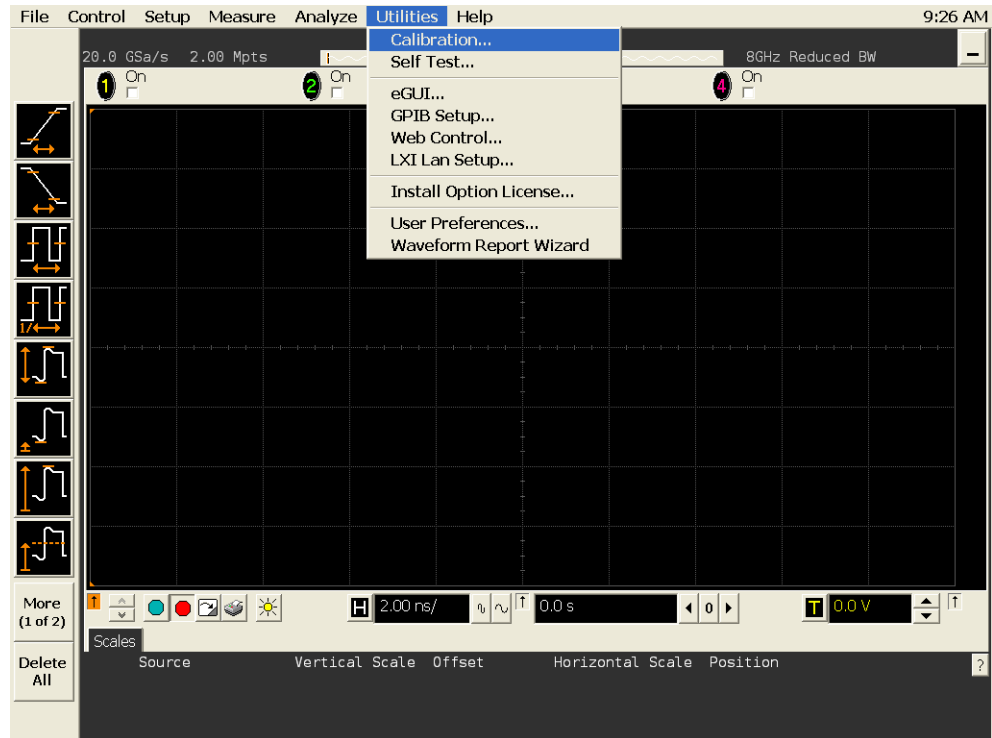 File Control Setup Measure Analyze Utilities Help 9:26 AM
20.0 GSa/s 2.00 Mpts 8GHz Reduced BW
1 On 2 On 4 On
Calibration...
Self Test...
eGUI...
GPIB Setup...
Web Control...
LXI Lan Setup...
Install Option License...
User Preferences...
Waveform Report Wizard
1/
More
(1 of 2)
Delete
All
H 2.00 ns/ 0.0 s 0 T 0.0 V
Scales
Source Vertical Scale Offset Horizontal Scale Position ?